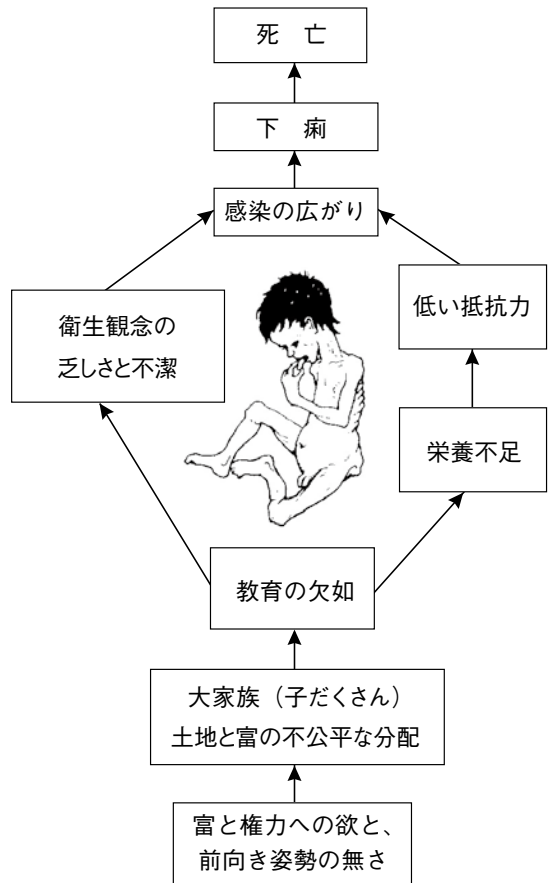 死　亡
下　痢
感染の広がり
衛生観念の
乏しさと不潔
低い抵抗力
栄養不足
教育の欠如
大家族（子だくさん）
土地と富の不公平な分配
富と権力への欲と、
前向き姿勢の無さ